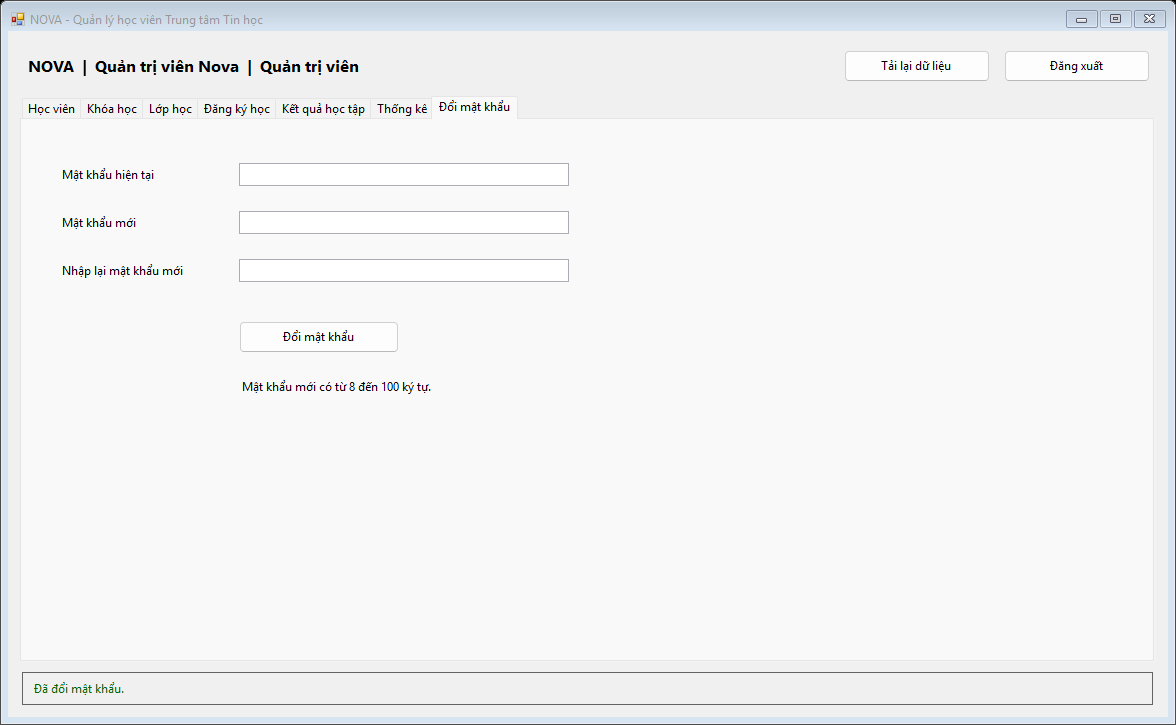 NOVA - Quản lý học viên Trung tâm Tin học
NOVA | Quản trị viên Nova | Quản trị viên
Tải lại dữ liệu
Đăng xuất
Học viên Khóa học Lớp học Đăng ký học Kết quả học tập Thống kê Đổi mật khẩu
Mật khẩu hiện tại
Mật khẩu mới
Nhập lại mật khẩu mới
Đổi mật khẩu
Mật khẩu mới có từ 8 đến 100 ký tự.
Đã đổi mật khẩu.